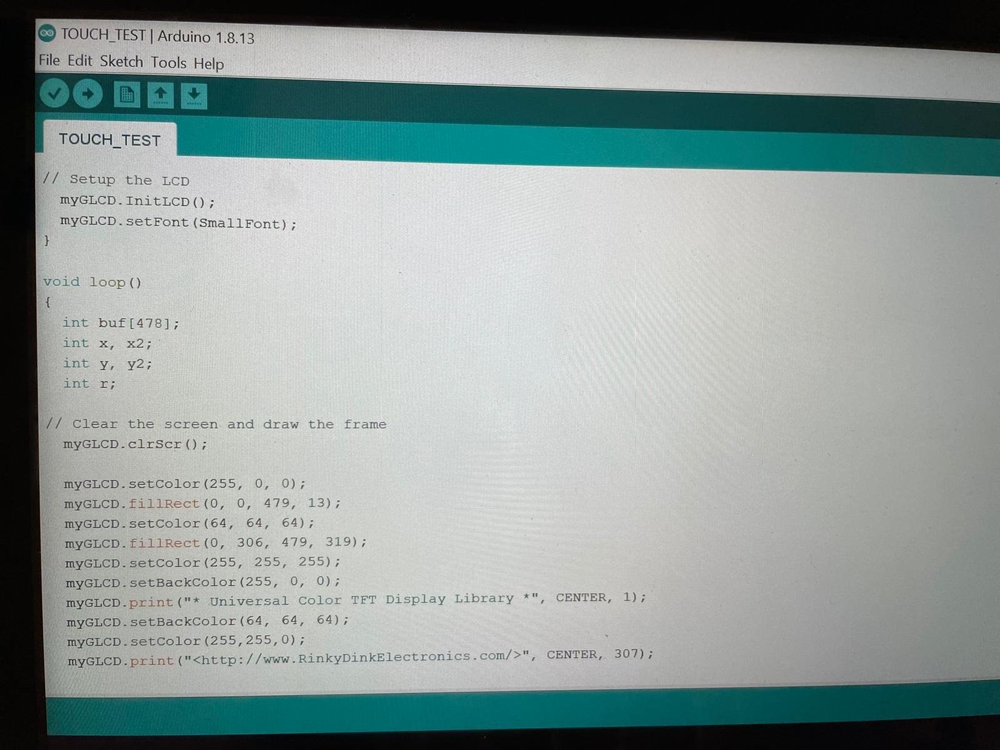 TOUCH_TEST | Arduino 1.8.13
File Edit Sketch Tools Help
TOUCH_TEST
// Setup the LCD
myGLCD.InitLCD();
myGLCD.setFont(SmallFont);
}
void loop()
{
int buf[478];
int x, x2;
int y, y2;
int r;
// Clear the screen and draw the frame
myGLCD.clrScr();
myGLCD.setColor(255, 0, 0);
myGLCD.fillRect(0, 0, 479, 13);
myGLCD.setColor(64, 64, 64);
myGLCD.fillRect(0, 306, 479, 319);
myGLCD.setColor(255, 255, 255);
myGLCD.setBackColor(255, 0, 0);
myGLCD.print("* Universal Color TFT Display Library *", CENTER, 1);
myGLCD.setBackColor(64, 64, 64);
myGLCD.setColor(255,255,0);
myGLCD.print("<http://www.RinkyDinkElectronics.com/>", CENTER, 307);